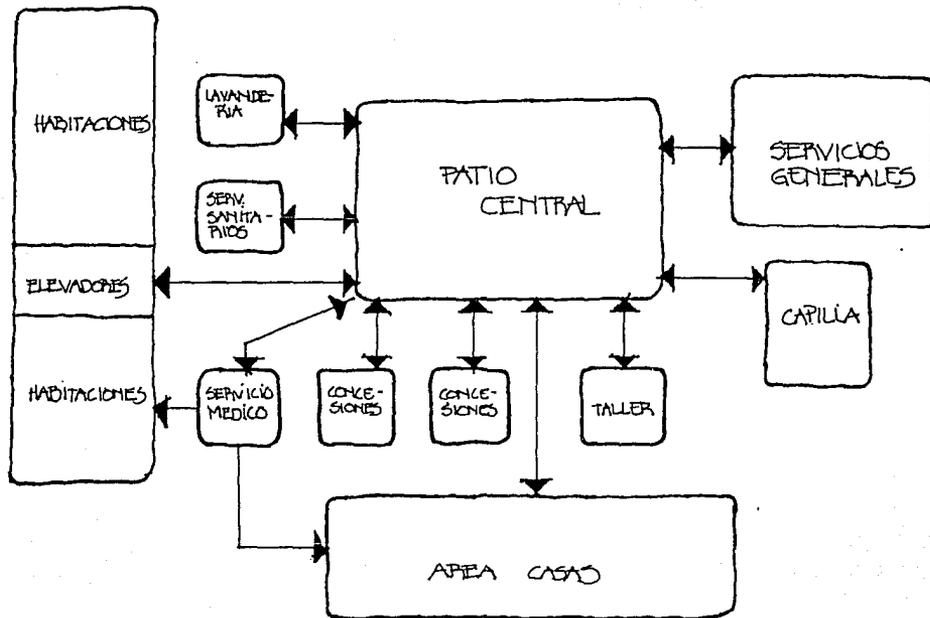 HABITACIONES
LAVANDE-
RIA
PATIO
CENTRAL
SERVICIOS
GENERALES
SERV.
SANITA-
RIOS
ELEVADORES
CAPILLA
HABITACIONES
SERVICIO
MEDICO
CONCE-
SIONES
CONCE-
SIONES
TALLER
AREA CASAS